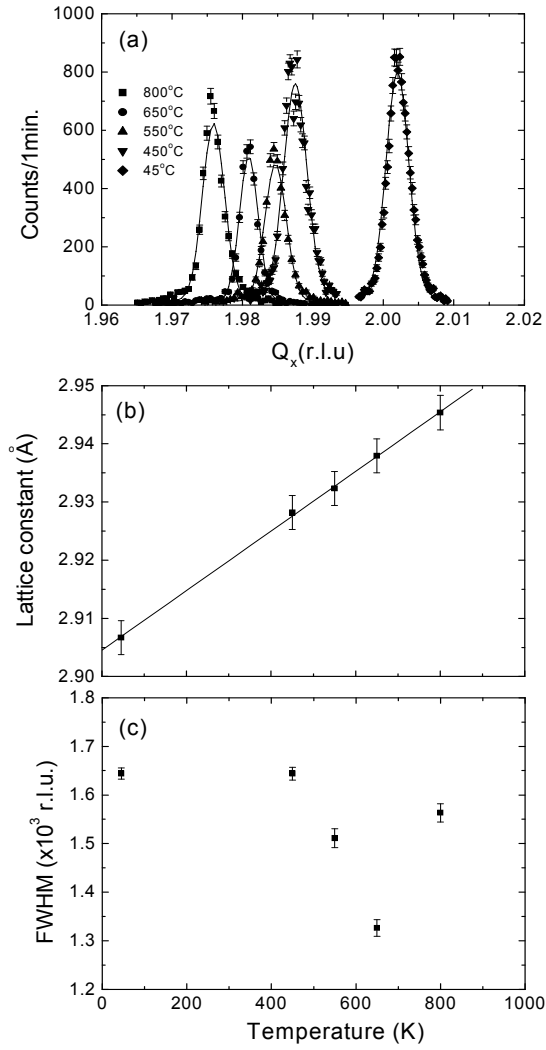 (a)
1000
800
600
400
200
0
Counts/1min.
800°C
650°C
550°C
450°C
45°C
1.96 1.97 1.98 1.99 2.00 2.01 2.02
Qx(r.l.u)
(b)
2.95
2.94
2.93
2.92
2.91
2.90
Lattice constant (Å)
(c)
1.8
1.7
1.6
1.5
1.4
1.3
1.2
FWHM (x10³ r.l.u.)
0 200 400 600 800 1000
Temperature (K)